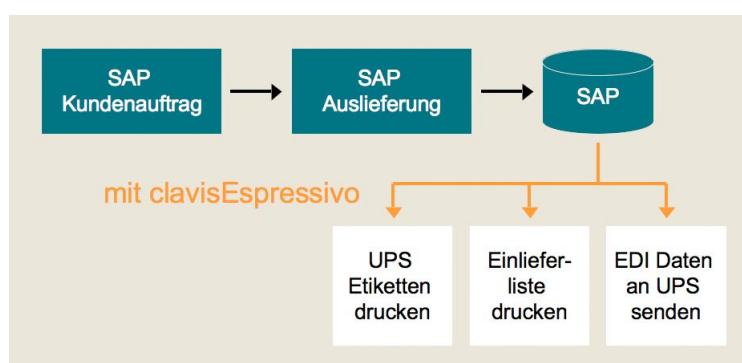 SAP
Kundenauftrag
SAP
Auslieferung
SAP
mit clavisEspressivo
UPS
Etiketten
drucken
Einliefer-
liste
drucken
EDI Daten
an UPS
senden